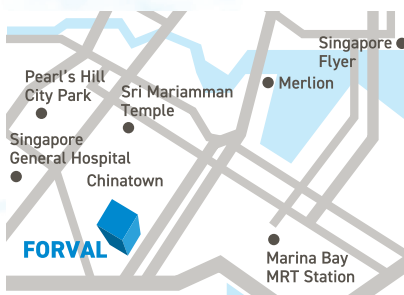 Singapore
Flyer
Pearl's Hill
City Park
Sri Mariamman
Temple
Merlion
Singapore
General Hospital
Chinatown
FORVAL
Marina Bay
MRT Station